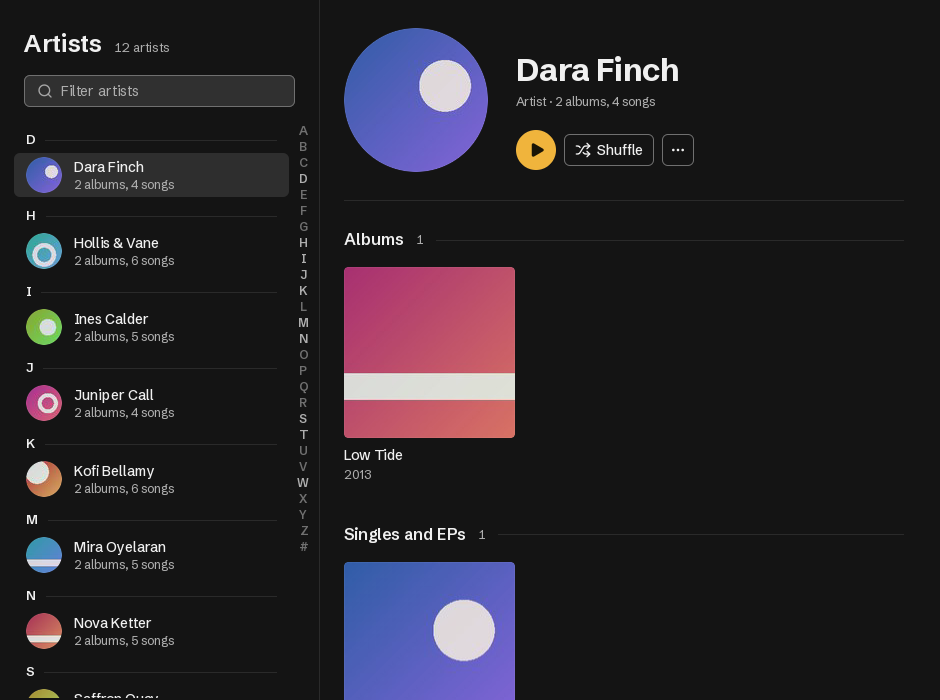 Artists 12 artists
Filter artists
D
Dara Finch
2 albums, 4 songs
H
Hollis & Vane
2 albums, 6 songs
I
Ines Calder
2 albums, 5 songs
J
Juniper Call
2 albums, 4 songs
K
Kofi Bellamy
2 albums, 6 songs
M
Mira Oyelaran
2 albums, 5 songs
N
Nova Ketter
2 albums, 5 songs
S
Saffron Quay
A
B
C
D
E
F
G
H
I
J
K
L
M
N
O
P
Q
R
S
T
U
V
W
X
Y
Z
#
Dara Finch
Artist · 2 albums, 4 songs
Shuffle
Albums 1
Low Tide
2013
Singles and EPs 1